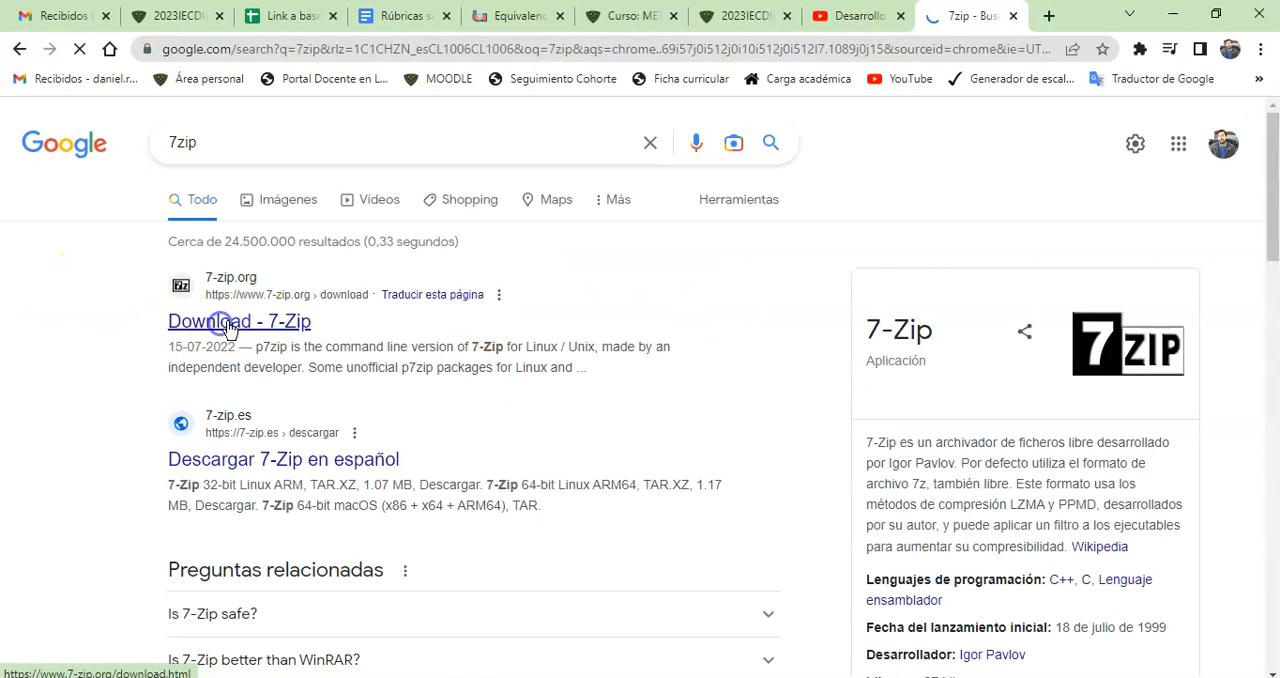 Recibidos
2023IECDI
Link a base
Rúbricas s
Equivalenc
Curso: ME
2023IECDI
Desarrollo
7zip - Bus
google.com/search?q=7zip&rlz=1C1CHZN_esCL1006CL1006&oq=7zip&aqs=chrome..69i57j0i512j0i10i512j0i512l7.1089j0j15&sourceid=chrome&ie=UT...
Recibidos - daniel.r...
Área personal
Portal Docente en L...
MOODLE
Seguimiento Cohorte
Ficha curricular
Carga académica
YouTube
Generador de escal...
Traductor de Google
»
Google
7zip
Todo
Imágenes
Vídeos
Shopping
Maps
Más
Herramientas
Cerca de 24.500.000 resultados (0,33 segundos)
7-zip.org
https://www.7-zip.org › download · Traducir esta página
Download - 7-Zip
15-07-2022 — p7zip is the command line version of 7-Zip for Linux / Unix, made by an
independent developer. Some unofficial p7zip packages for Linux and ...
7-zip.es
https://7-zip.es › descargar
Descargar 7-Zip en español
7-Zip 32-bit Linux ARM, TAR.XZ, 1.07 MB, Descargar. 7-Zip 64-bit Linux ARM64, TAR.XZ, 1.17
MB, Descargar. 7-Zip 64-bit macOS (x86 + x64 + ARM64), TAR.
Preguntas relacionadas
Is 7-Zip safe?
Is 7-Zip better than WinRAR?
https://www.7-zip.org/download.html
7-Zip
Aplicación
7ZIP
7-Zip es un archivador de ficheros libre desarrollado
por Igor Pavlov. Por defecto utiliza el formato de
archivo 7z, también libre. Este formato usa los
métodos de compresión LZMA y PPMD, desarrollados
por su autor, y puede aplicar un filtro a los ejecutables
para aumentar su compresibilidad. Wikipedia
Lenguajes de programación: C++, C, Lenguaje
ensamblador
Fecha del lanzamiento inicial: 18 de julio de 1999
Desarrollador: Igor Pavlov